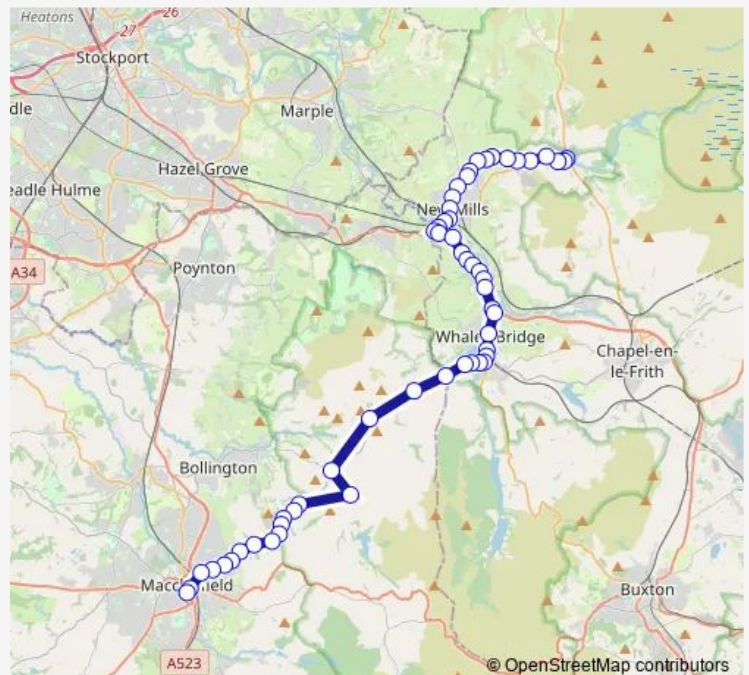 Heatons
26
27
Stockport
dle
Marple
Hazel Grove
eadle Hulme
New Mills
A34
Poynton
Whaley Bridge
Chapel-en-
le-Frith
Bollington
Macclesfield
Buxton
A523
© OpenStreetMap contributors